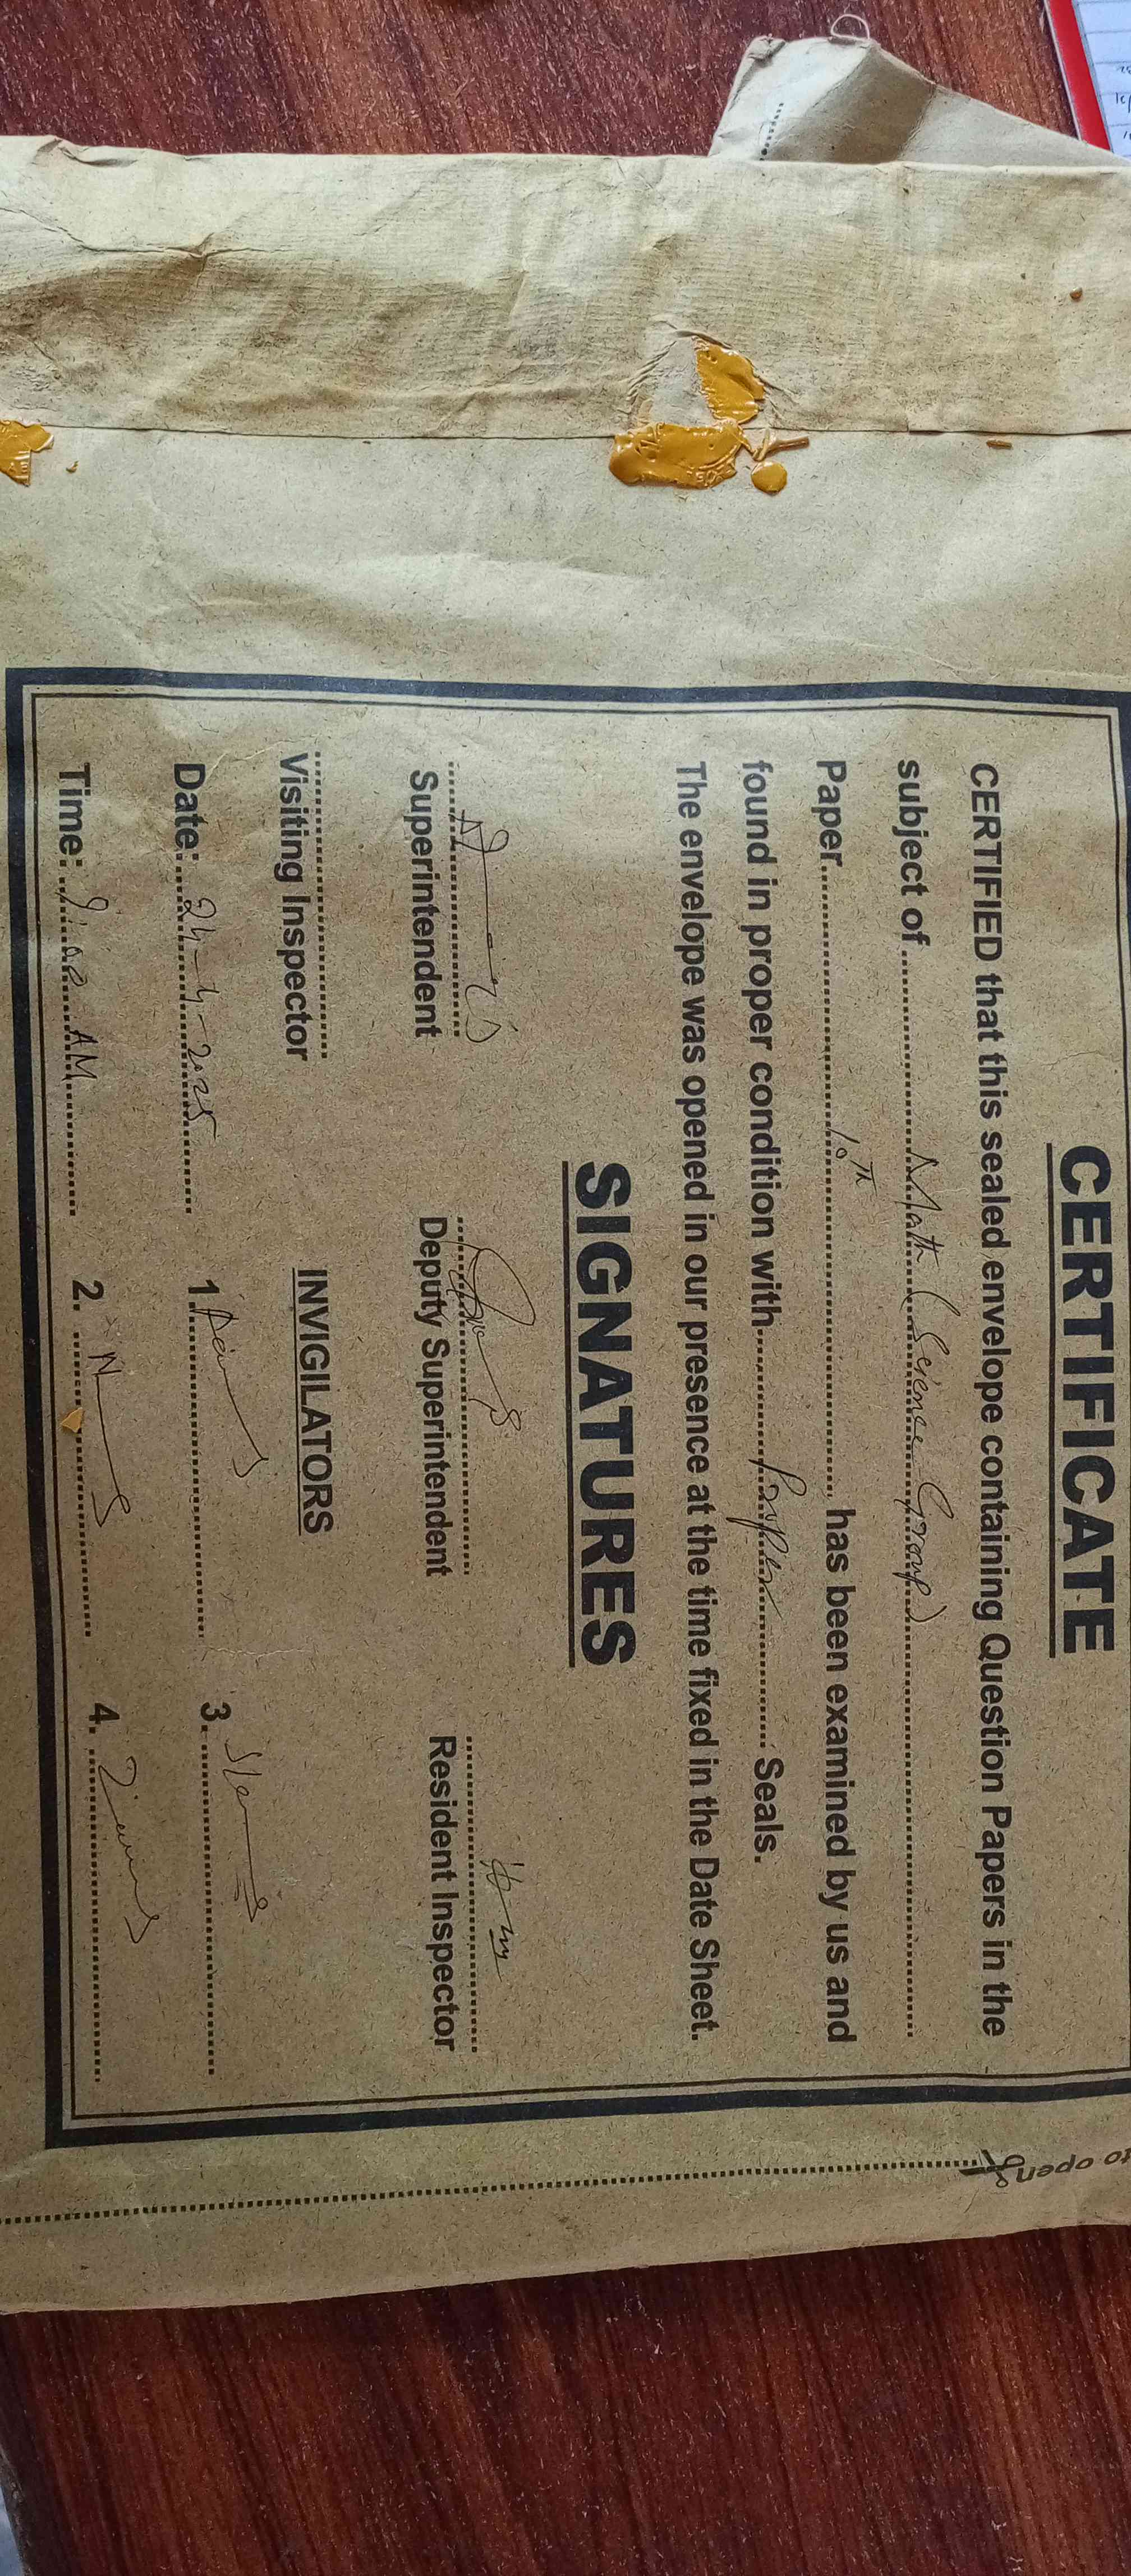 CERTIFICATE
CERTIFIED that this sealed envelope containing Question Papers in the
subject of Math (Science Group)
Paper 10TH, has been examined by us and
found in proper condition with Proper Seals.
The envelope was opened in our presence at the time fixed in the Date Sheet.
SIGNATURES
Superintendent Deputy Superintendent Resident Inspector
Visiting Inspector INVIGILATORS
Date: 24-4-2025 1. 3.
Time: 9:00 AM 2. 4.
to open